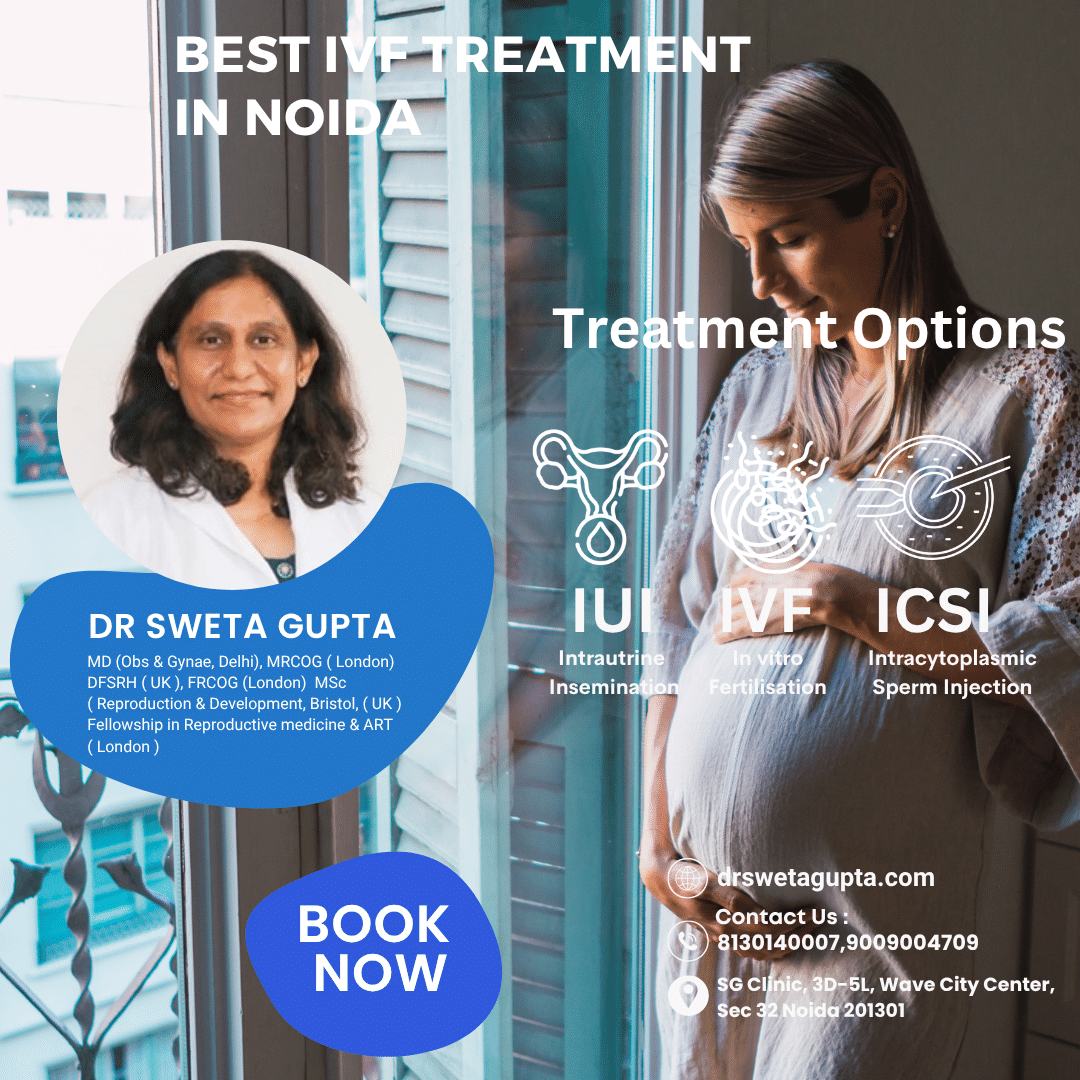 BEST IVF TREATMENT
IN NOIDA
DR SWETA GUPTA
MD (Obs & Gynae, Delhi), MRCOG ( London)
DFSRH ( UK ), FRCOG (London)  MSc
( Reproduction & Development, Bristol, ( UK )
Fellowship in Reproductive medicine & ART
( London )
BOOK
NOW
Treatment Options
IUI
Intrautrine
Insemination
IVF
In vitro
Fertilisation
ICSI
Intracytoplasmic
Sperm Injection
drswetagupta.com
Contact Us :
8130140007,9009004709
SG Clinic, 3D-5L, Wave City Center,
Sec 32 Noida 201301